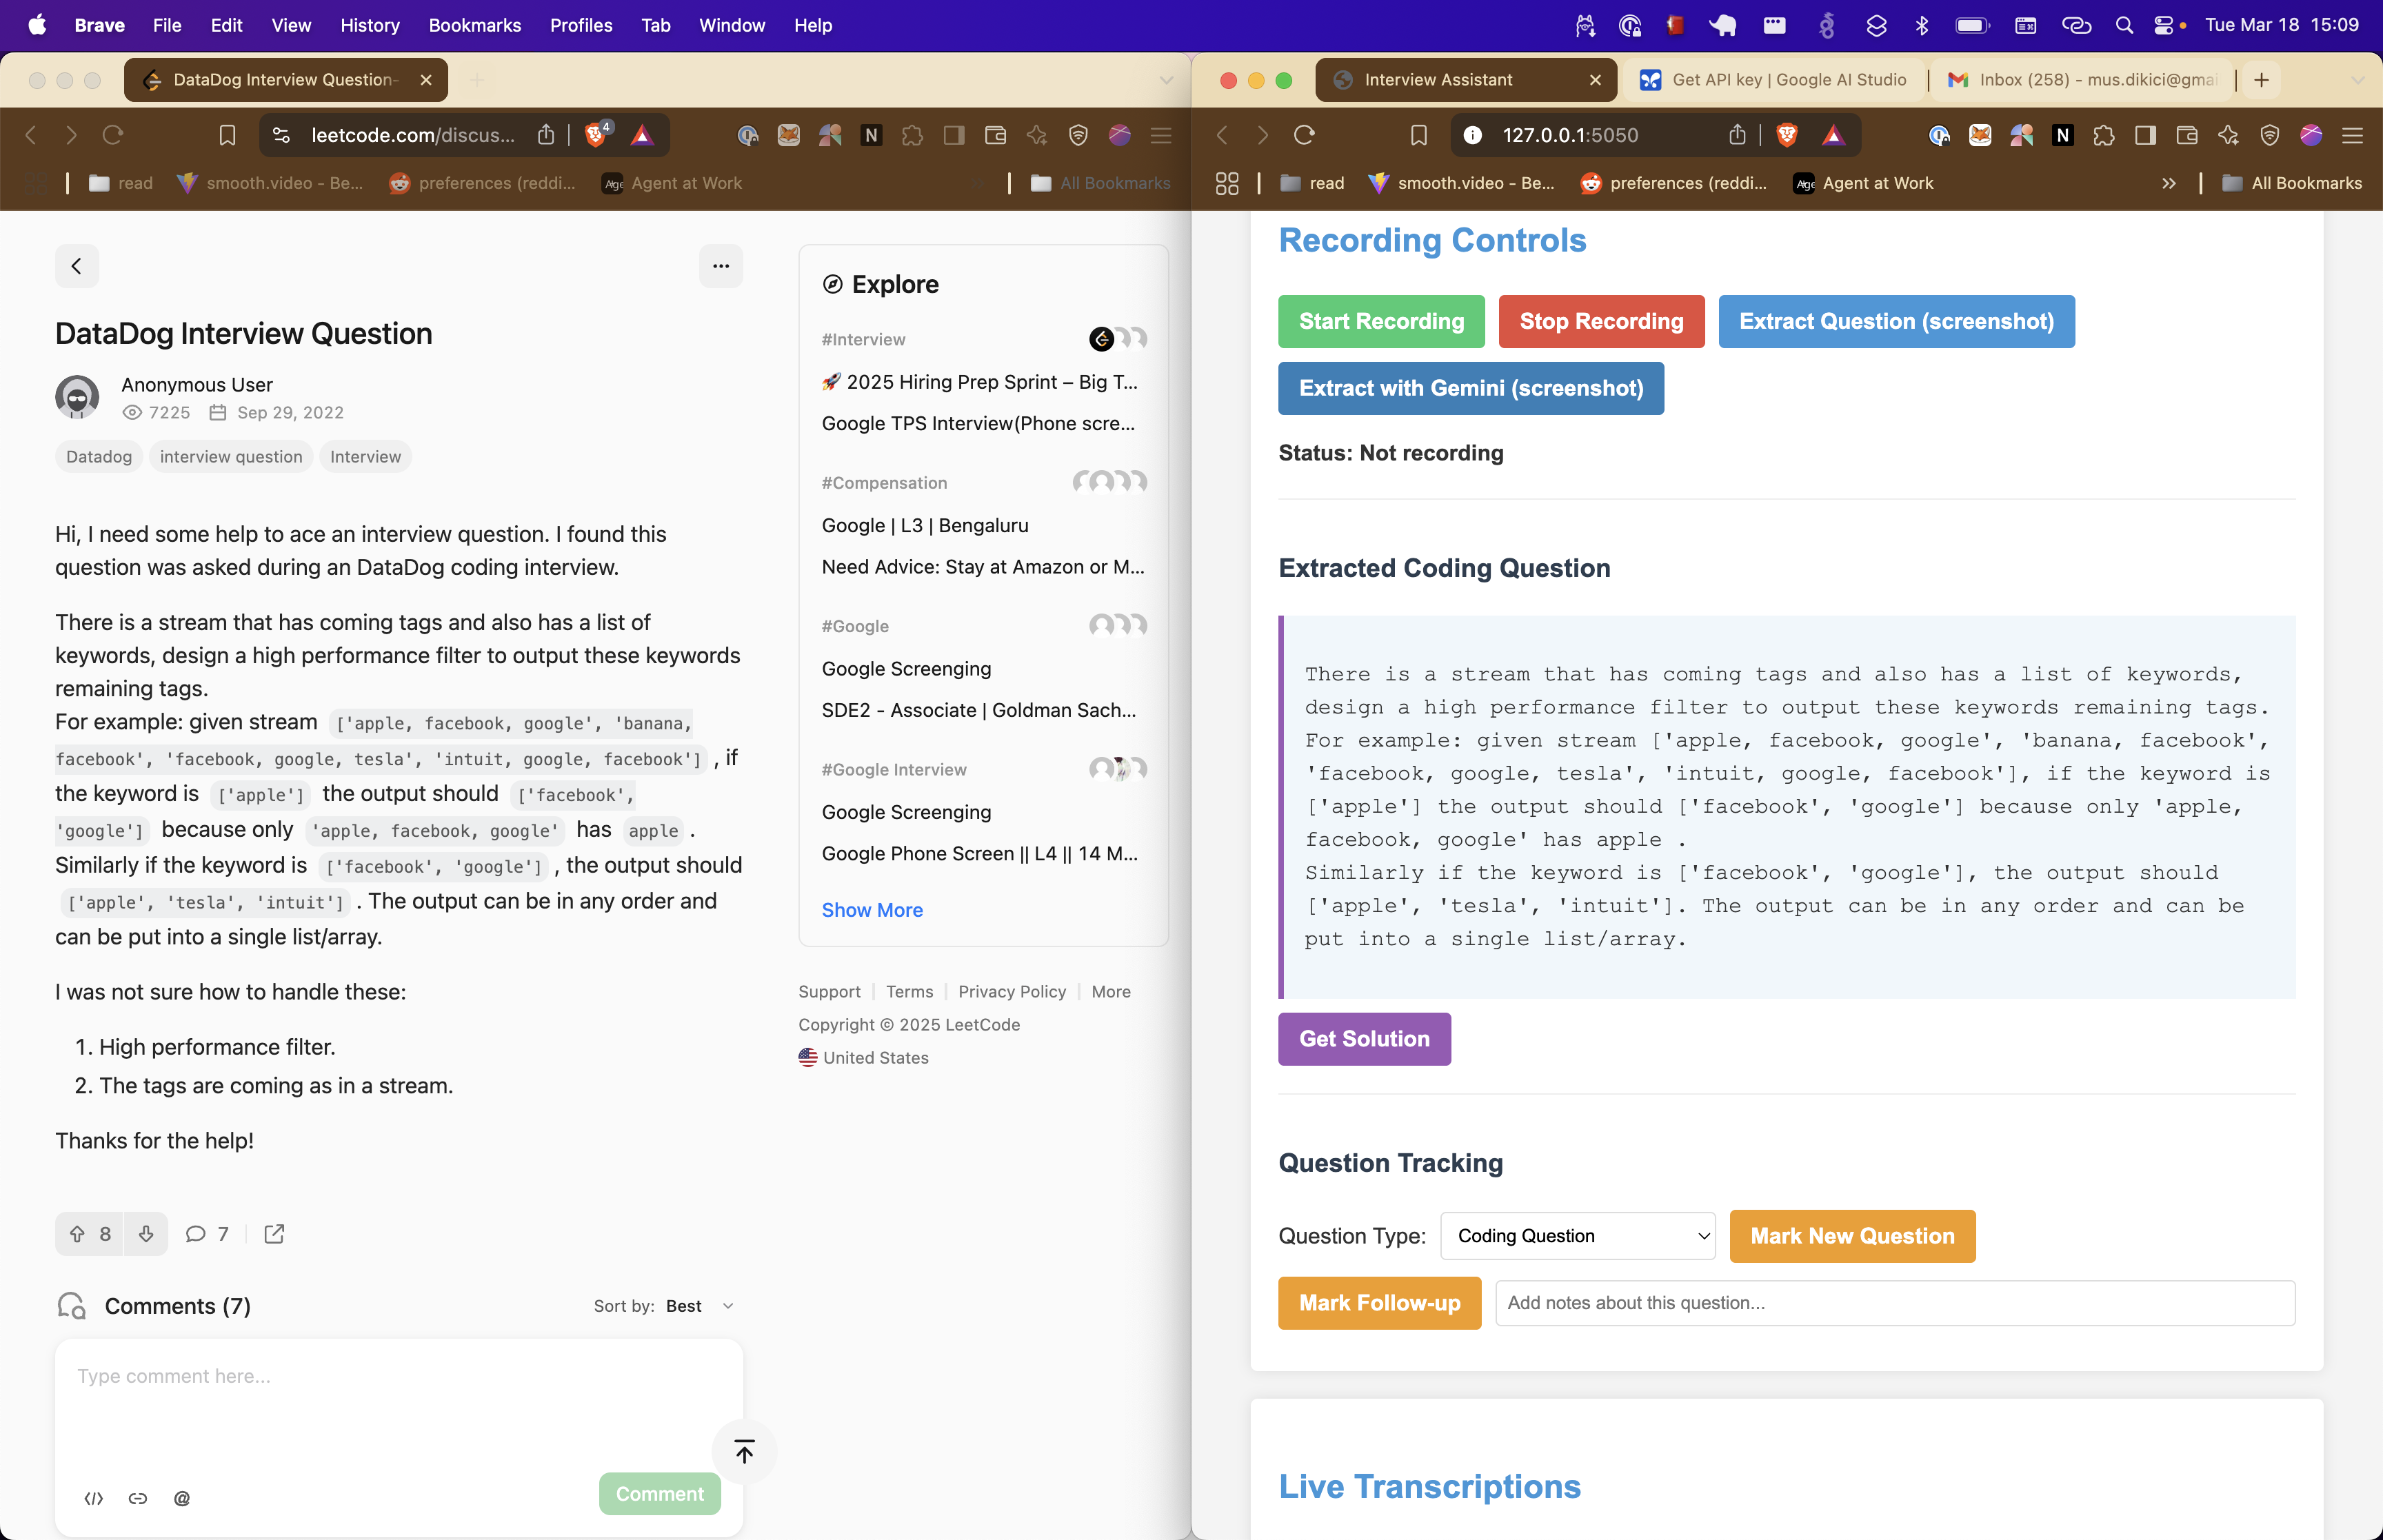 Brave File Edit View History Bookmarks Profiles Tab Window Help
Tue Mar 18 15:09
DataDog Interview Question-
leetcode.com/discus...
4
N
read
smooth.video - Be...
preferences (reddi...
Agent at Work
All Bookmarks
DataDog Interview Question
Anonymous User
7225 Sep 29, 2022
Datadog interview question Interview
Hi, I need some help to ace an interview question. I found this
question was asked during an DataDog coding interview.
There is a stream that has coming tags and also has a list of
keywords, design a high performance filter to output these keywords
remaining tags.
For example: given stream ['apple, facebook, google', 'banana,
facebook', 'facebook, google, tesla', 'intuit, google, facebook'] , if
the keyword is ['apple'] the output should ['facebook',
'google'] because only 'apple, facebook, google' has apple .
Similarly if the keyword is ['facebook', 'google'] , the output should
['apple', 'tesla', 'intuit'] . The output can be in any order and
can be put into a single list/array.
I was not sure how to handle these:
1. High performance filter.
2. The tags are coming as in a stream.
Thanks for the help!
8
7
Comments (7)
Sort by: Best
Type comment here...
</> @
Comment
Explore
#Interview
🚀 2025 Hiring Prep Sprint – Big T...
Google TPS Interview(Phone scre...
#Compensation
Google | L3 | Bengaluru
Need Advice: Stay at Amazon or M...
#Google
Google Screenging
SDE2 - Associate | Goldman Sach...
#Google Interview
Google Screenging
Google Phone Screen || L4 || 14 M...
Show More
Support | Terms | Privacy Policy | More
Copyright © 2025 LeetCode
United States
Interview Assistant
Get API key | Google AI Studio
Inbox (258) - mus.dikici@gmai
127.0.0.1:5050
N
read
smooth.video - Be...
preferences (reddi...
Agent at Work
All Bookmarks
Recording Controls
Start Recording
Stop Recording
Extract Question (screenshot)
Extract with Gemini (screenshot)
Status: Not recording
Extracted Coding Question
There is a stream that has coming tags and also has a list of keywords,
design a high performance filter to output these keywords remaining tags.
For example: given stream ['apple, facebook, google', 'banana, facebook',
'facebook, google, tesla', 'intuit, google, facebook'], if the keyword is
['apple'] the output should ['facebook', 'google'] because only 'apple,
facebook, google' has apple .
Similarly if the keyword is ['facebook', 'google'], the output should
['apple', 'tesla', 'intuit']. The output can be in any order and can be
put into a single list/array.
Get Solution
Question Tracking
Question Type: Coding Question
Mark New Question
Mark Follow-up
Add notes about this question...
Live Transcriptions